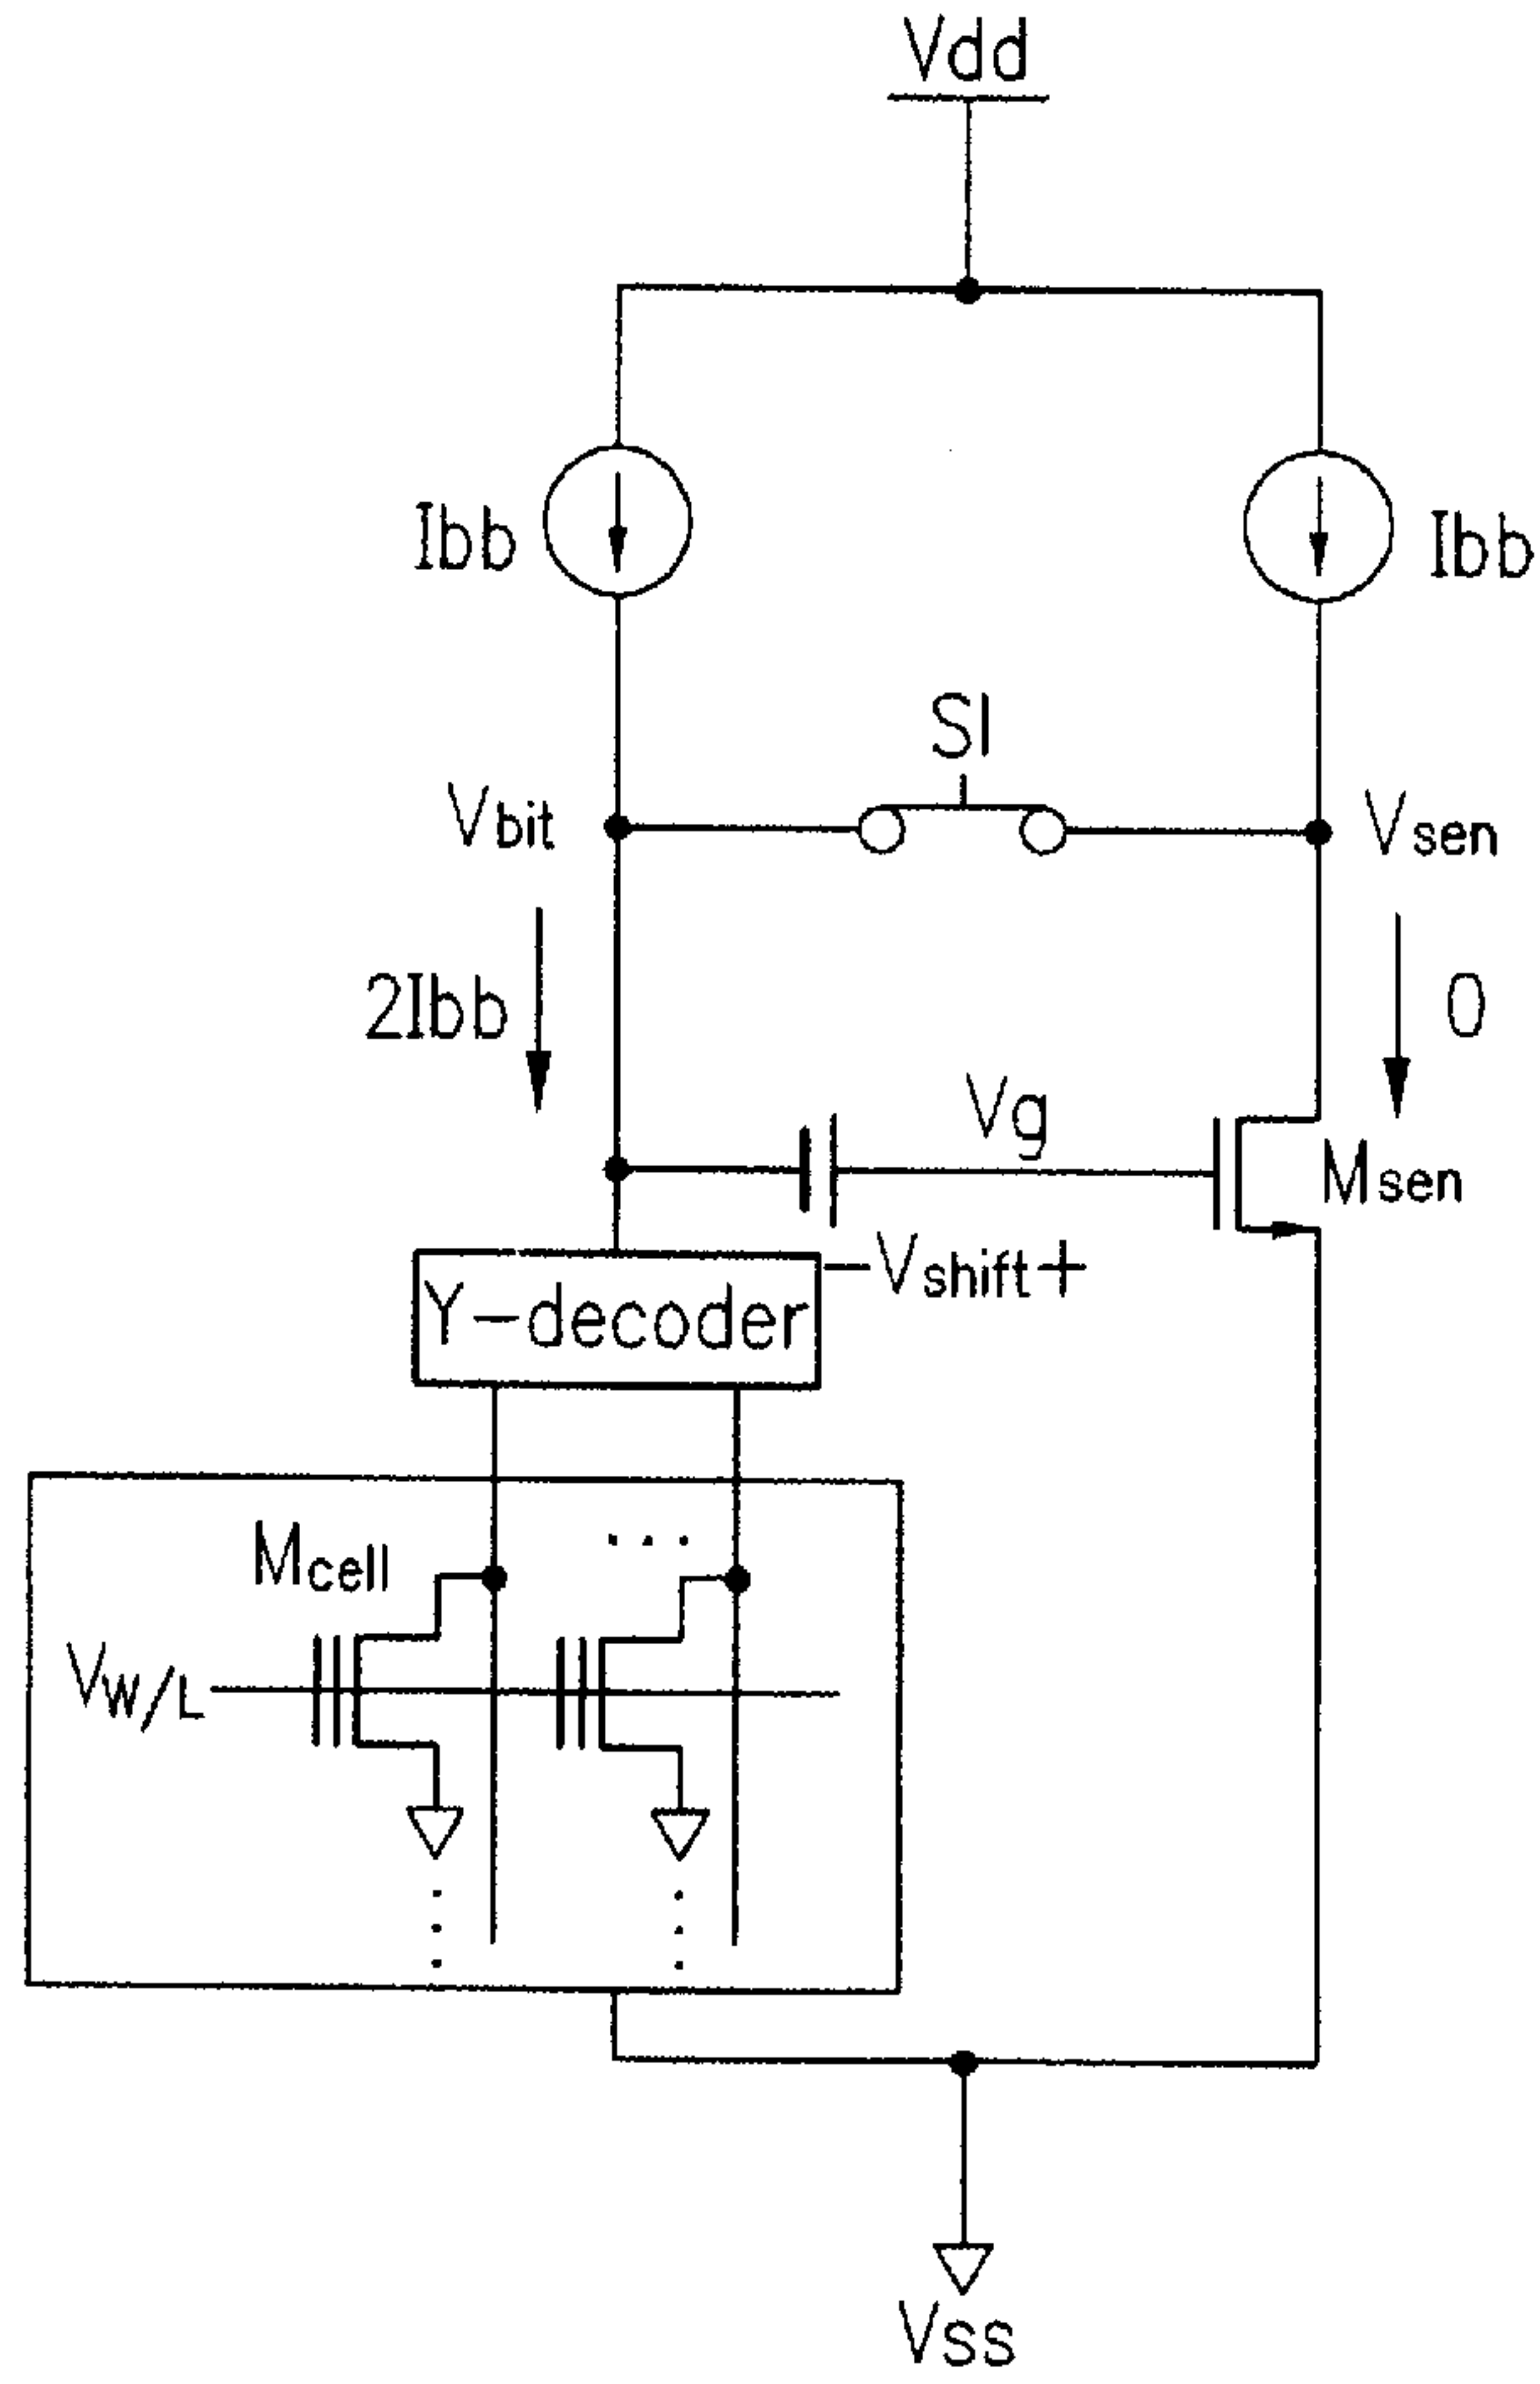 Vdd
Ibb
Ibb
SI
Vbit
Vsen
2Ibb
0
Vg
Msen
−Vshift+
Y−decoder
Mcell
VW/L
Vss